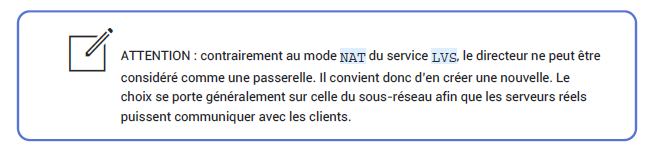 ATTENTION : contrairement au mode NAT du service LVS, le directeur ne peut être
considéré comme une passerelle. Il convient donc d'en créer une nouvelle. Le
choix se porte généralement sur celle du sous-réseau afin que les serveurs réels
puissent communiquer avec les clients.